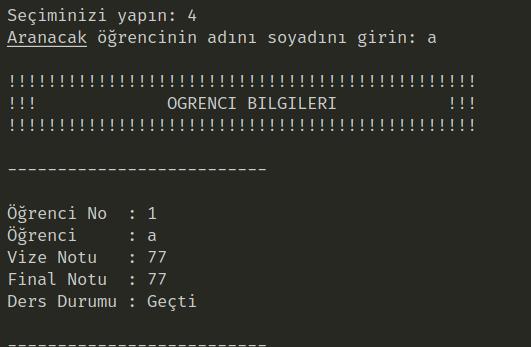 Seçiminizi yapın: 4
Aranacak öğrencinin adını soyadını girin: a
!!!!!!!!!!!!!!!!!!!!!!!!!!!!!!!!!!!!!!!!!!!!!!!
!!!             OGRENCI BILGILERI           !!!
!!!!!!!!!!!!!!!!!!!!!!!!!!!!!!!!!!!!!!!!!!!!!!!
--------------------------
Öğrenci No  : 1
Öğrenci     : a
Vize Notu   : 77
Final Notu  : 77
Ders Durumu : Geçti
--------------------------